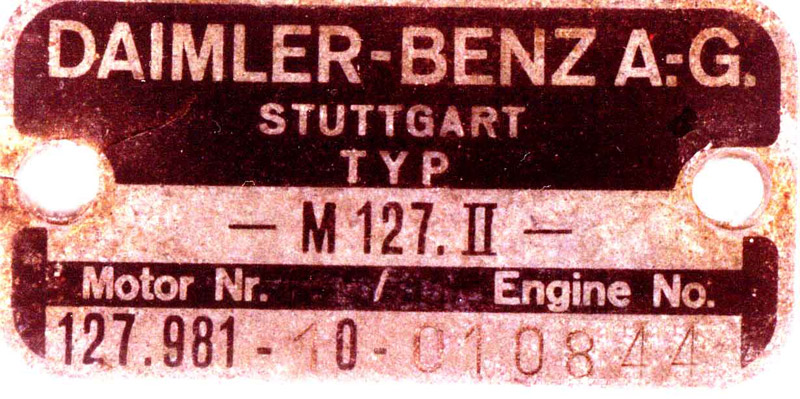 DAIMLER-BENZ A.-G.
STUTTGART
TYP
— M 127. II —
Motor Nr. / Engine No.
127.981 - 10 - 010844